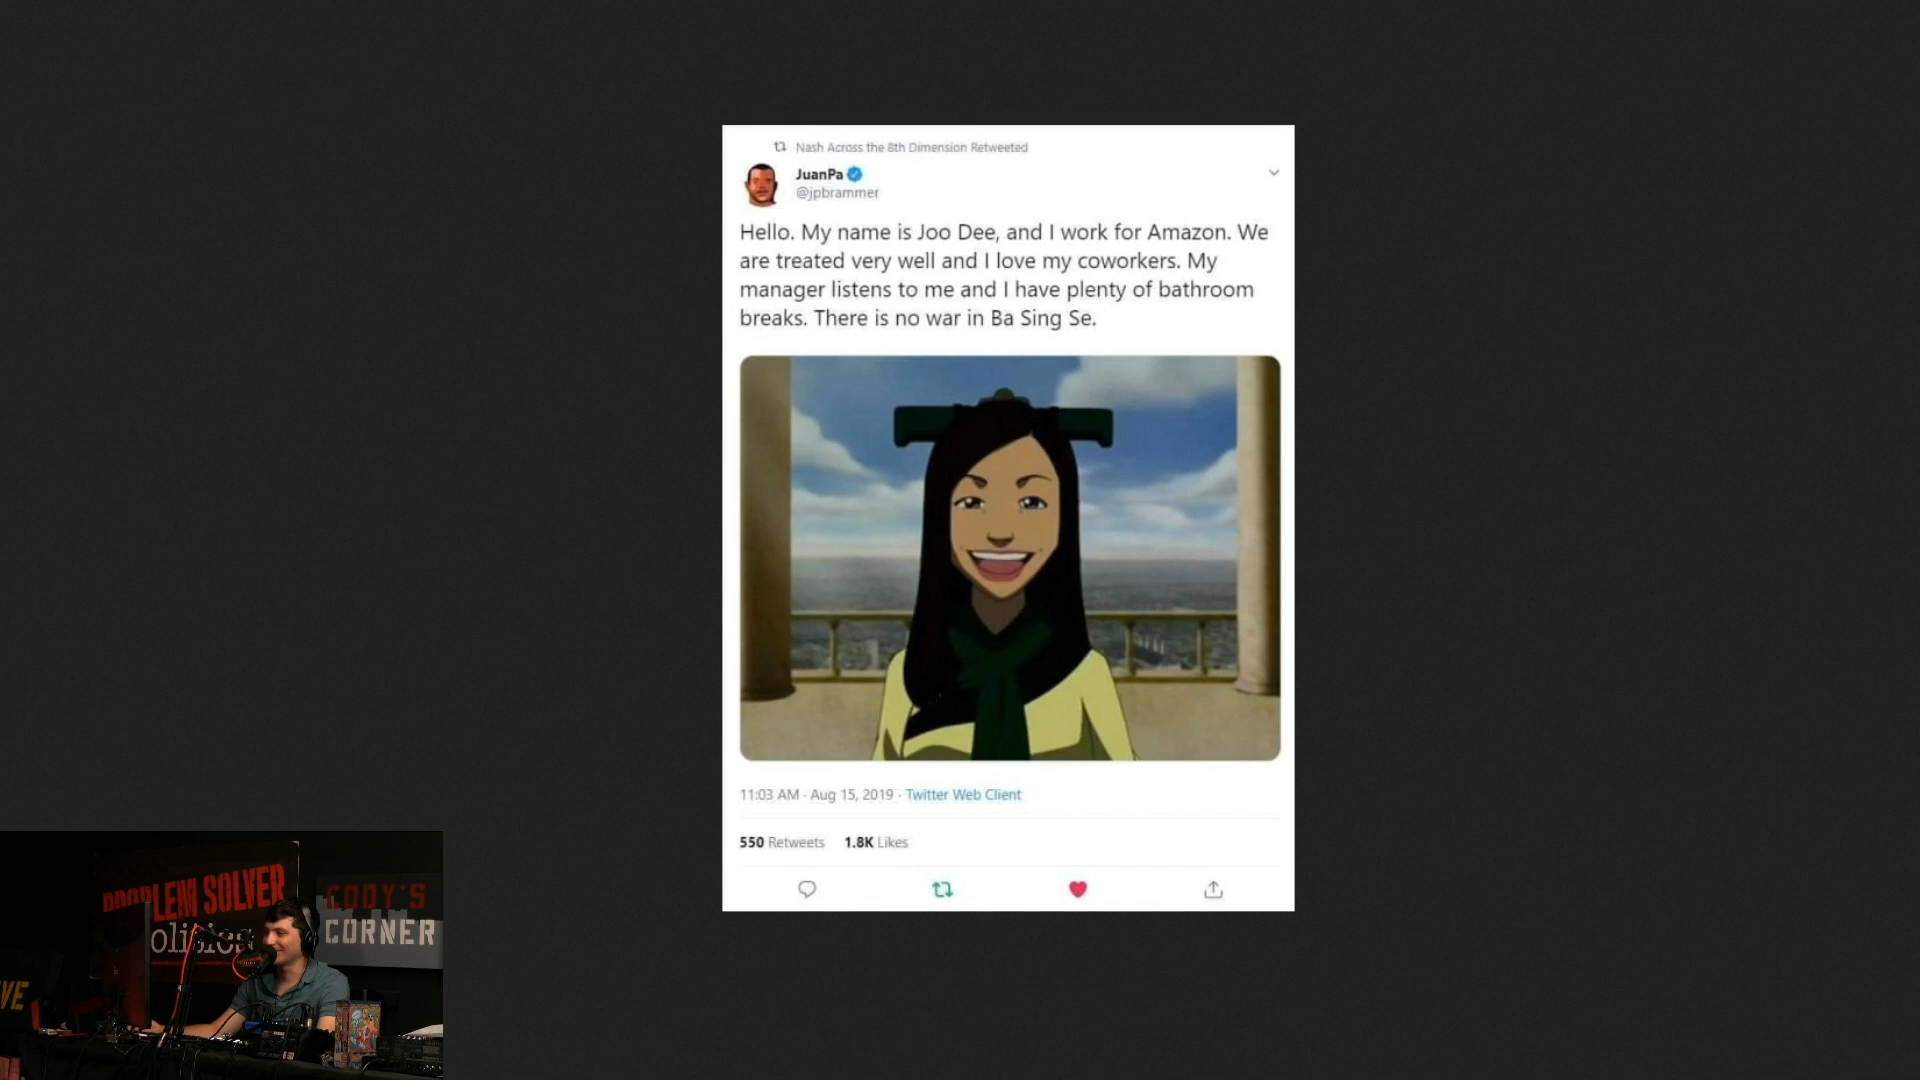 Nash Across the 8th Dimension Retweeted
JuanPa
@jpbrammer
Hello. My name is Joo Dee, and I work for Amazon. We
are treated very well and I love my coworkers. My
manager listens to me and I have plenty of bathroom
breaks. There is no war in Ba Sing Se.
11:03 AM · Aug 15, 2019 · Twitter Web Client
550 Retweets 1.8K Likes
PROBLEM SOLVER
CODY'S
CORNER